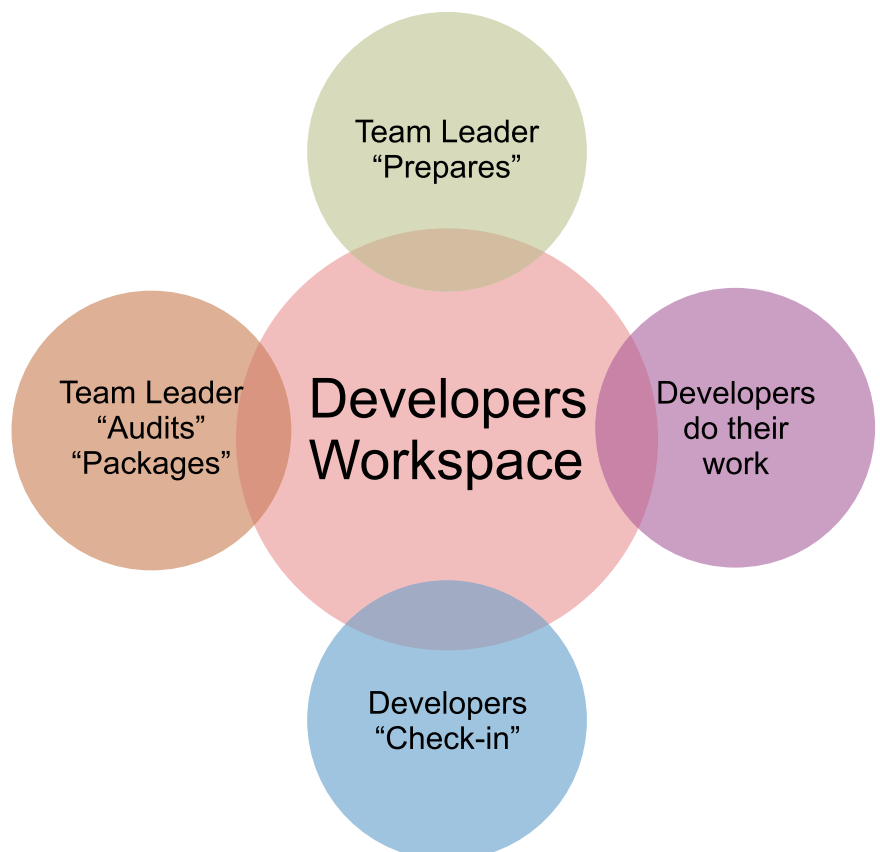 Team Leader
“Prepares”
Team Leader
“Audits”
“Packages”
Developers
Workspace
Developers
do their
work
Developers
“Check-in”